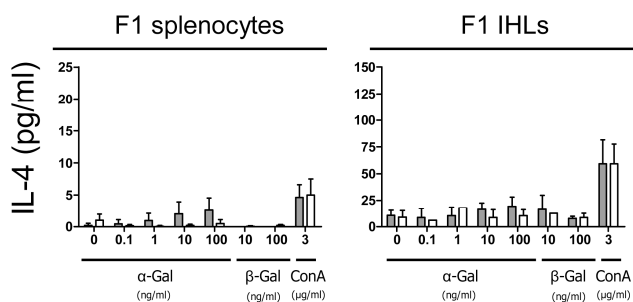 F1 splenocytes
F1 IHLs
IL-4 (pg/ml)
25
20
15
10
5
0
0 0.1 1 10 100 10 100 3
α-Gal
(ng/ml)
β-Gal
(ng/ml)
ConA
(µg/ml)
150
125
100
75
50
25
0
0 0.1 1 10 100 10 100 3
α-Gal
(ng/ml)
β-Gal
(ng/ml)
ConA
(µg/ml)